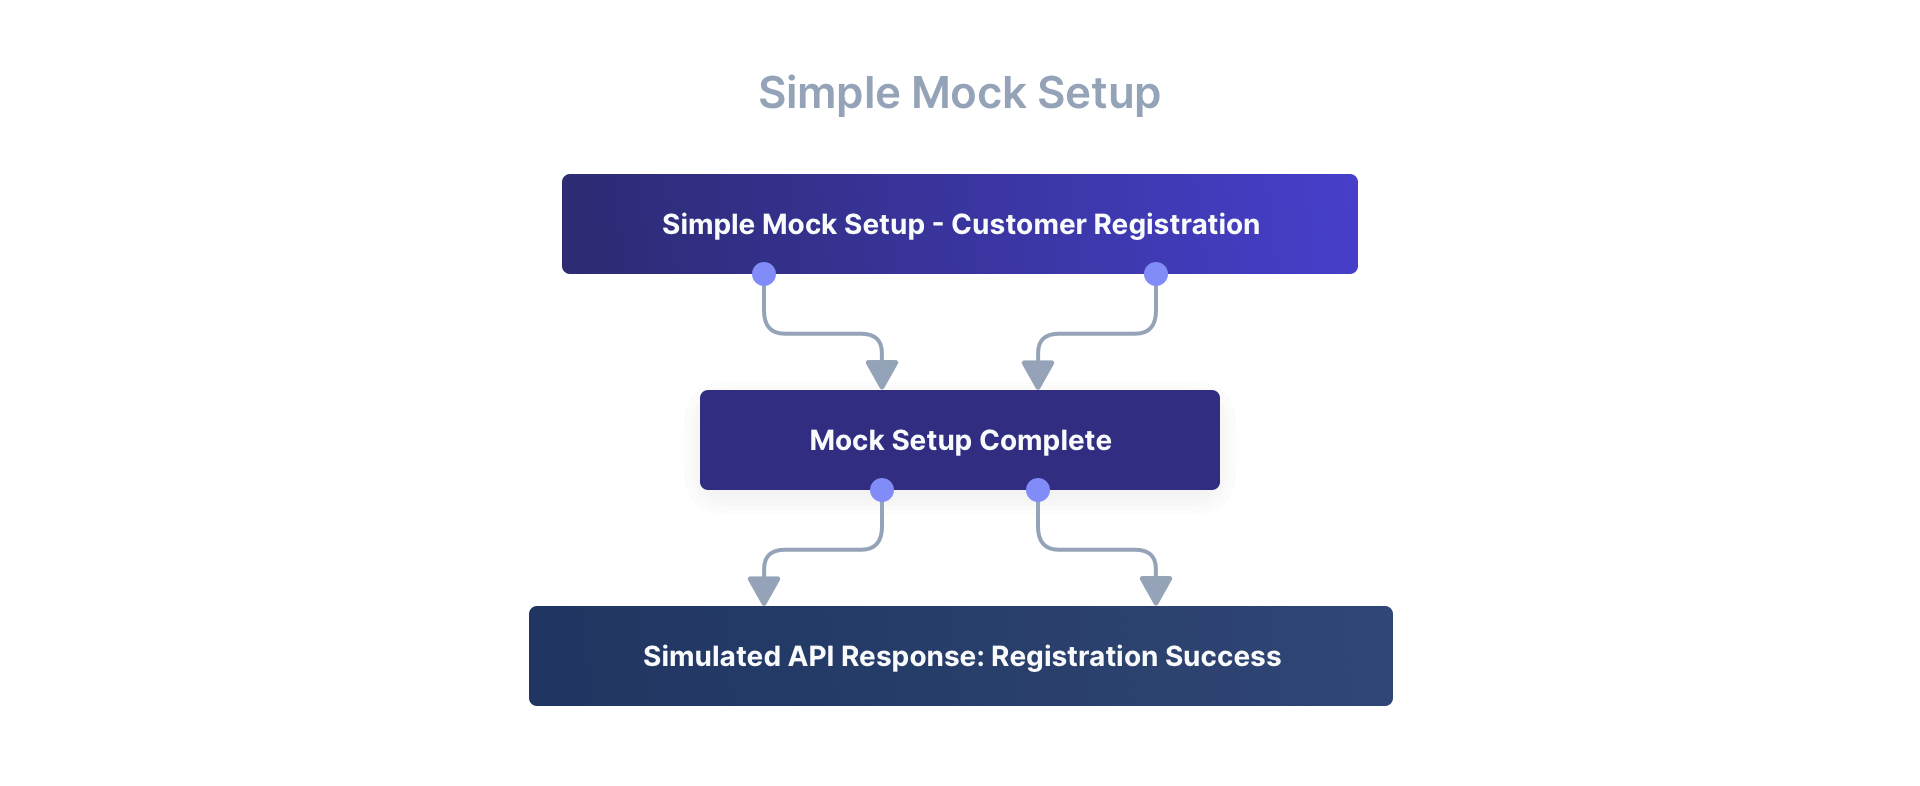 Simple Mock Setup
Simple Mock Setup - Customer Registration
Mock Setup Complete
Simulated API Response: Registration Success